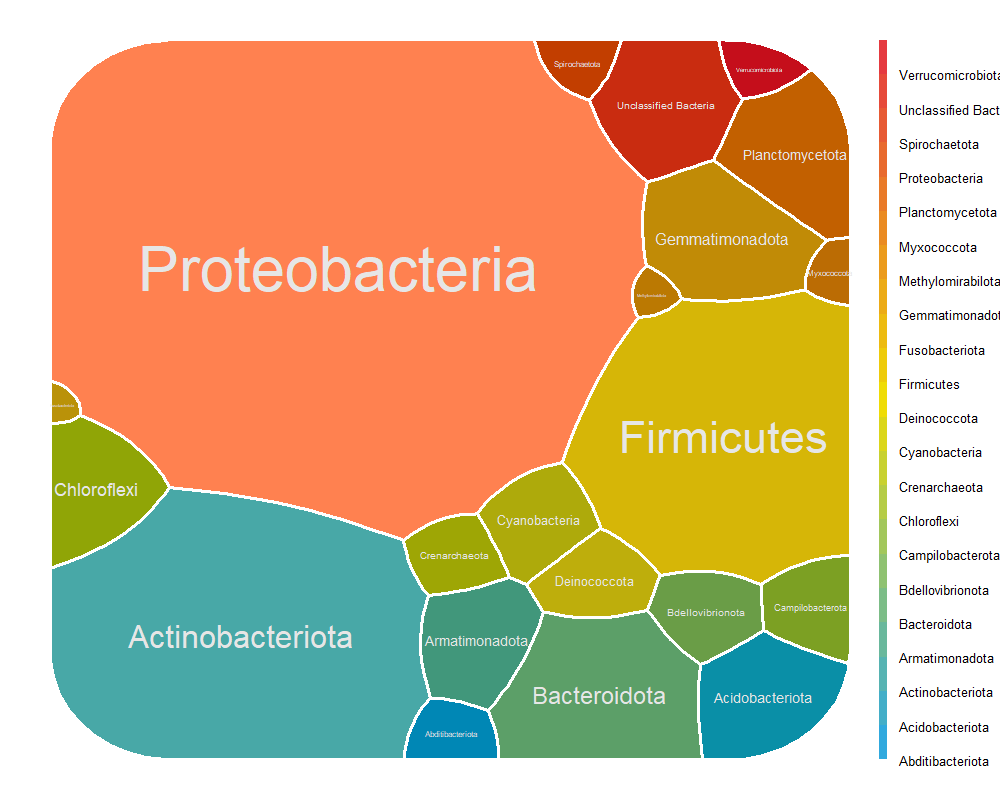 Spirochaetota
Verrucomicrobiota
Unclassified Bacteria
Planctomycetota
Gemmatimonadota
Proteobacteria
Myxococcota
Methylomirabilota
Firmicutes
Chloroflexi
Cyanobacteria
Crenarchaeota
Deinococcota
Campilobacterota
Bdellovibrionota
Actinobacteriota
Armatimonadota
Bacteroidota
Acidobacteriota
Abditibacteriota
Verrucomicrobiota
Unclassified Bact
Spirochaetota
Proteobacteria
Planctomycetota
Myxococcota
Methylomirabilota
Gemmatimonadot
Fusobacteriota
Firmicutes
Deinococcota
Cyanobacteria
Crenarchaeota
Chloroflexi
Campilobacterota
Bdellovibrionota
Bacteroidota
Armatimonadota
Actinobacteriota
Acidobacteriota
Abditibacteriota